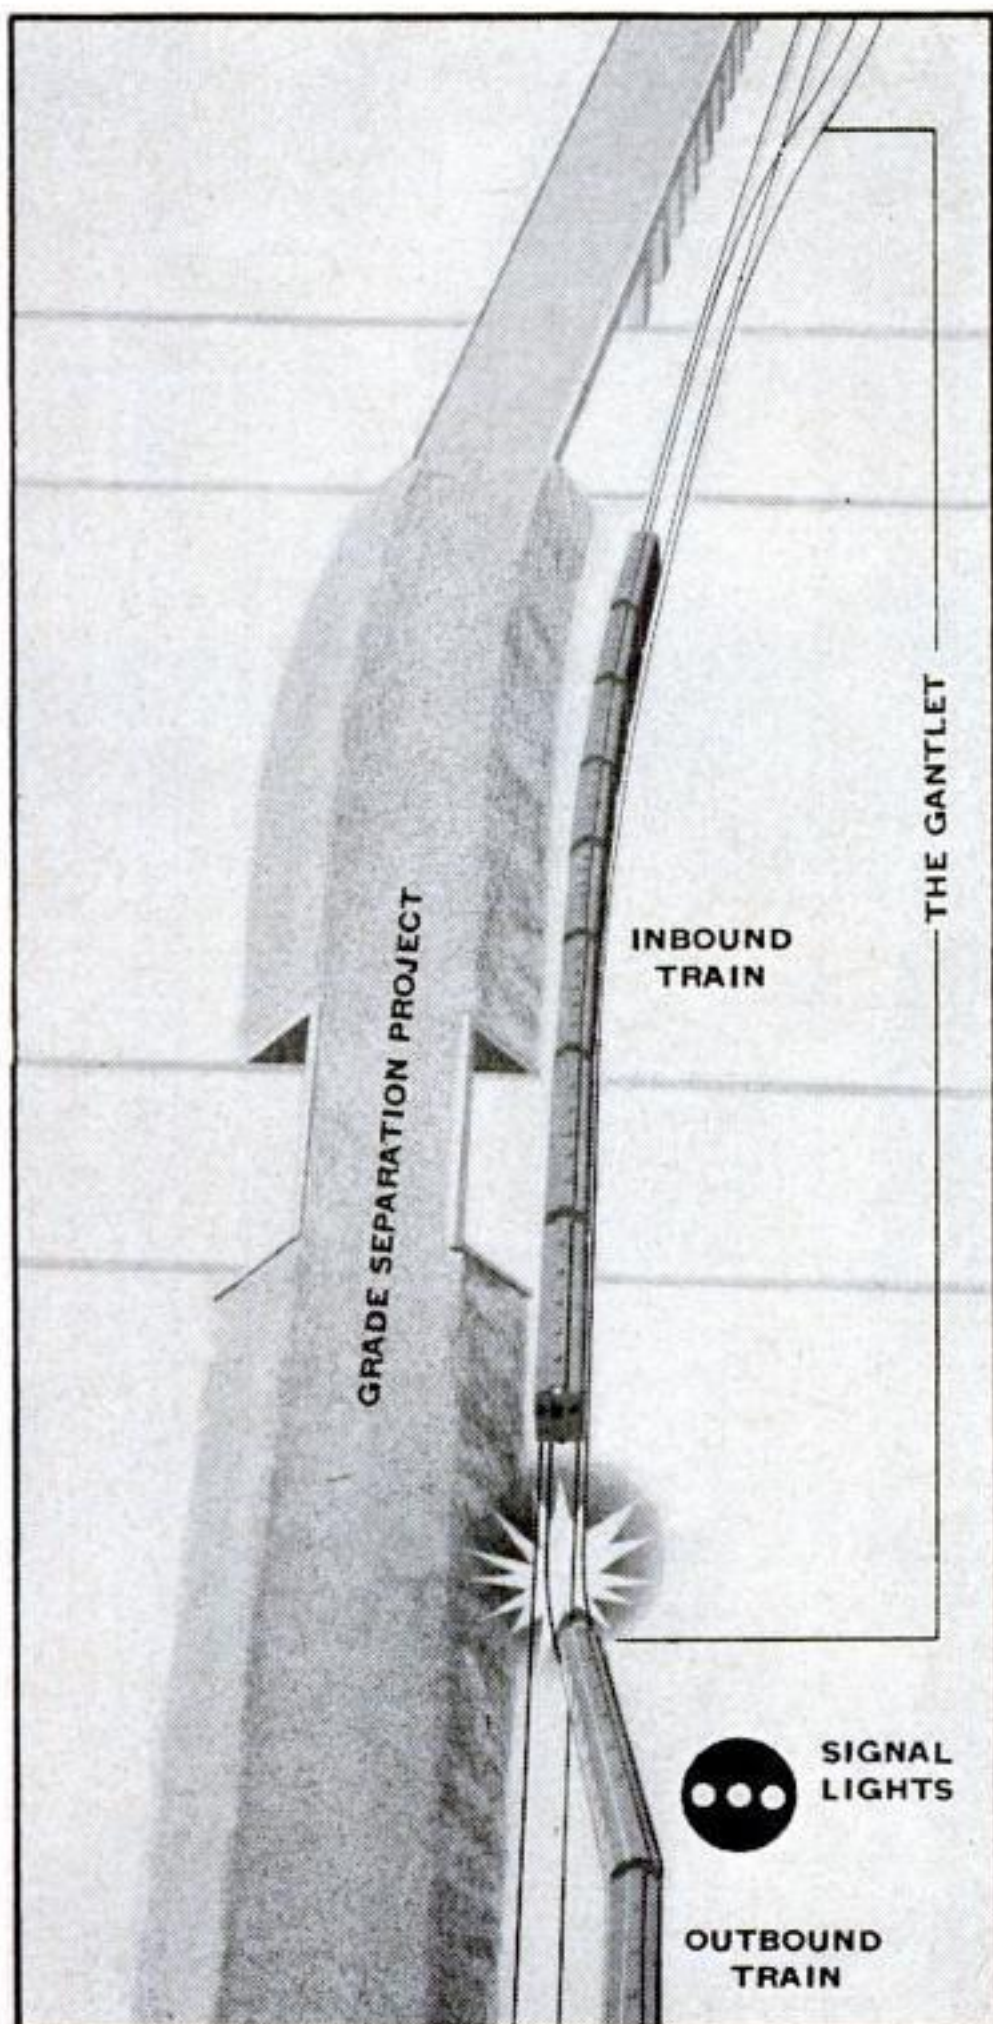 THE GANTLET
INBOUND
TRAIN
GRADE SEPARATION PROJECT
SIGNAL
LIGHTS
OUTBOUND
TRAIN